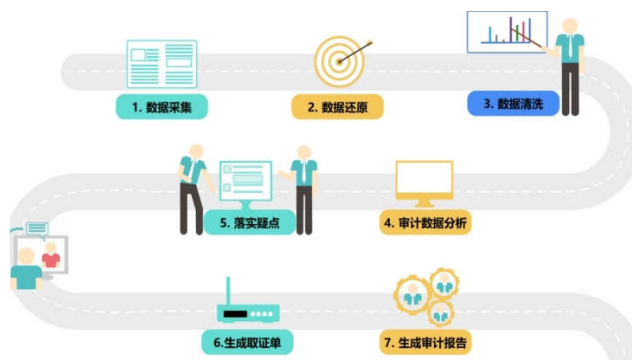 1. 数据采集
2. 数据还原
3. 数据清洗
4. 审计数据分析
5. 落实疑点
6.生成取证单
7. 生成审计报告